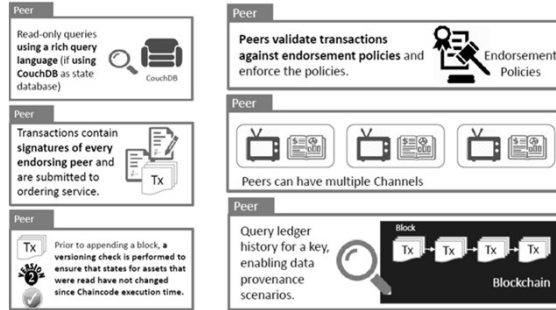 Peer
Read-only queries
using a rich query
language (if using
CouchDB as state
database)
CouchDB
Peer
Transactions contain
signatures of every
endorsing peer and
are submitted to
ordering service.
Tx
Peer
Tx
VERSION
2
Prior to appending a block, a
versioning check is performed to
ensure that states for assets that
were read have not changed
since Chaincode execution time.
Peer
Peers validate transactions
against endorsement policies and
enforce the policies.
Endorsement
Policies
Peer
Peers can have multiple Channels
Peer
Query ledger
history for a key,
enabling data
provenance
scenarios.
Block
Tx Tx Tx Tx
Blockchain